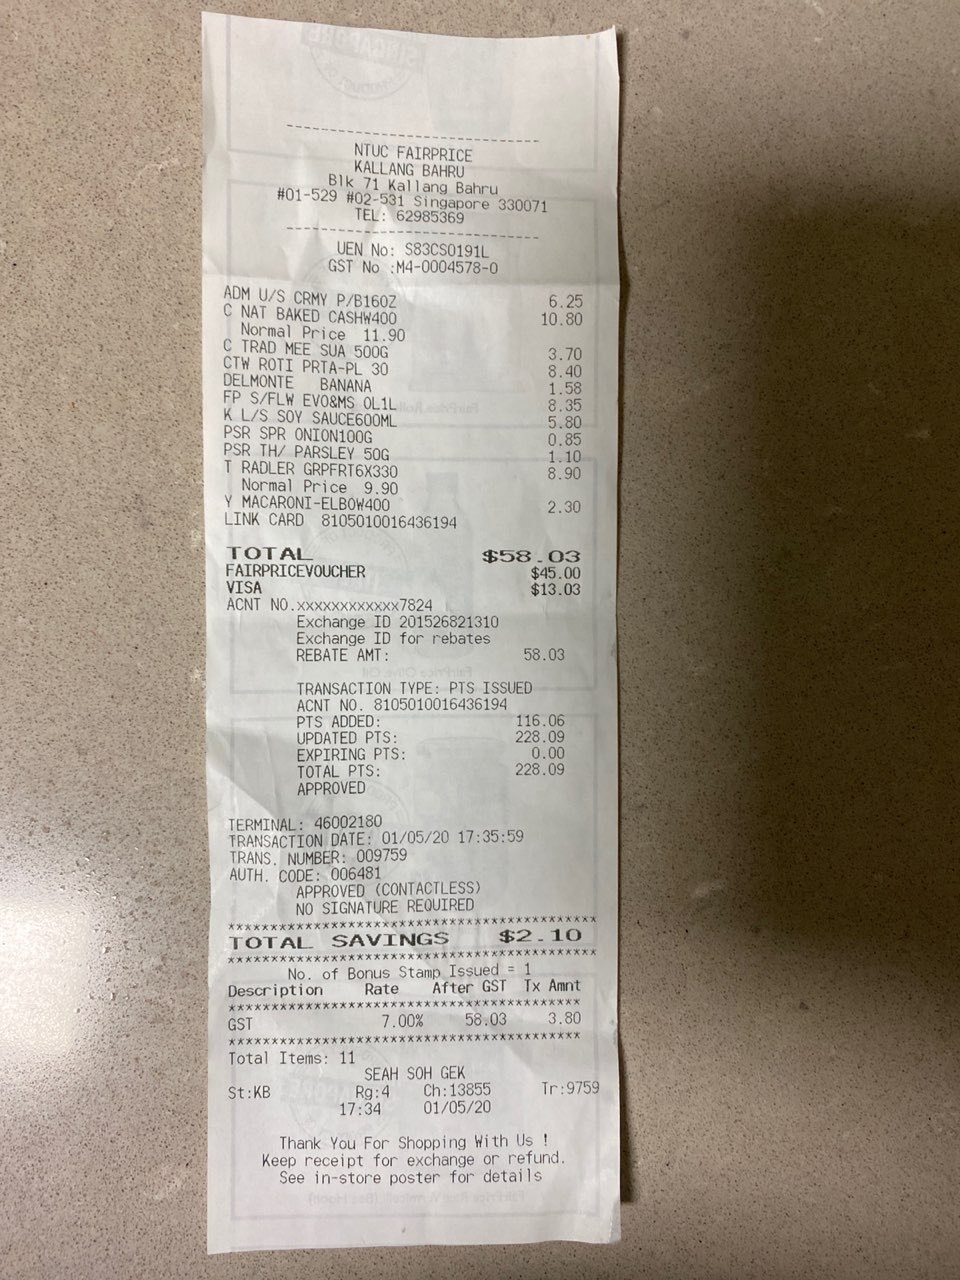 NTUC FAIRPRICE
KALLANG BAHRU
Blk 71 Kallang Bahru
#01-529 #02-531 Singapore 330071
TEL: 62985369
UEN No: S83CS0191L
GST No :M4-0004578-0
ADM U/S CRMY P/B16OZ 6.25
C NAT BAKED CASHW400 10.80
Normal Price 11.90
C TRAD MEE SUA 500G 3.70
CTW ROTI PRTA-PL 30 8.40
DELMONTE BANANA 1.58
FP S/FLW EVO&MS OL1L 8.35
K L/S SOY SAUCE600ML 5.80
PSR SPR ONION100G 0.85
PSR TH/ PARSLEY 50G 1.10
T RADLER GRPFRT6X330 8.90
Normal Price 9.90
Y MACARONI-ELBOW400 2.30
LINK CARD 8105010016436194
TOTAL $58.03
FAIRPRICEVOUCHER $45.00
VISA $13.03
ACNT NO.xxxxxxxxxxxx7824
Exchange ID 201526821310
Exchange ID for rebates
REBATE AMT: 58.03
TRANSACTION TYPE: PTS ISSUED
ACNT NO. 8105010016436194
PTS ADDED: 116.06
UPDATED PTS: 228.09
EXPIRING PTS: 0.00
TOTAL PTS: 228.09
APPROVED
TERMINAL: 46002180
TRANSACTION DATE: 01/05/20 17:35:59
TRANS. NUMBER: 009759
AUTH. CODE: 006481
APPROVED (CONTACTLESS)
NO SIGNATURE REQUIRED
TOTAL SAVINGS $2.10
No. of Bonus Stamp Issued = 1
Description Rate After GST Tx Amnt
GST 7.00% 58.03 3.80
Total Items: 11
SEAH SOH GEK
St:KB Rg:4 Ch:13855 Tr:9759
17:34 01/05/20
Thank You For Shopping With Us !
Keep receipt for exchange or refund.
See in-store poster for details